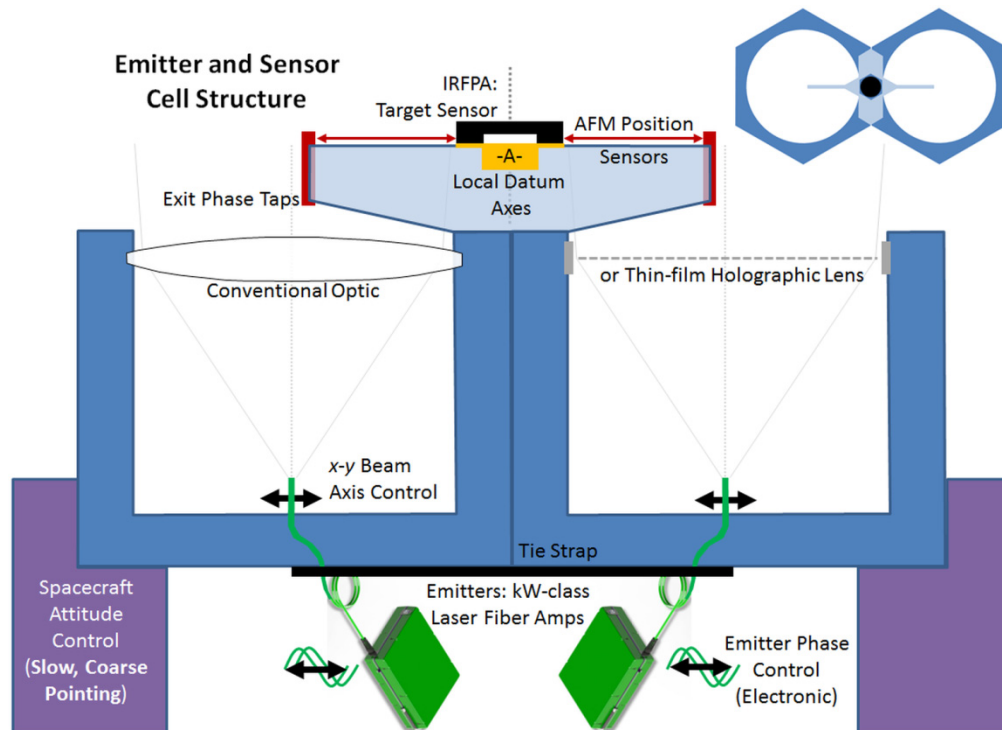 Emitter and Sensor
Cell Structure
IRFPA:
Target Sensor
AFM Position
Sensors
-A-
Local Datum
Axes
Exit Phase Taps
Conventional Optic
or Thin-film Holographic Lens
x-y Beam
Axis Control
Tie Strap
Spacecraft
Attitude
Control
(Slow, Coarse
Pointing)
Emitters: kW-class
Laser Fiber Amps
Emitter Phase
Control
(Electronic)